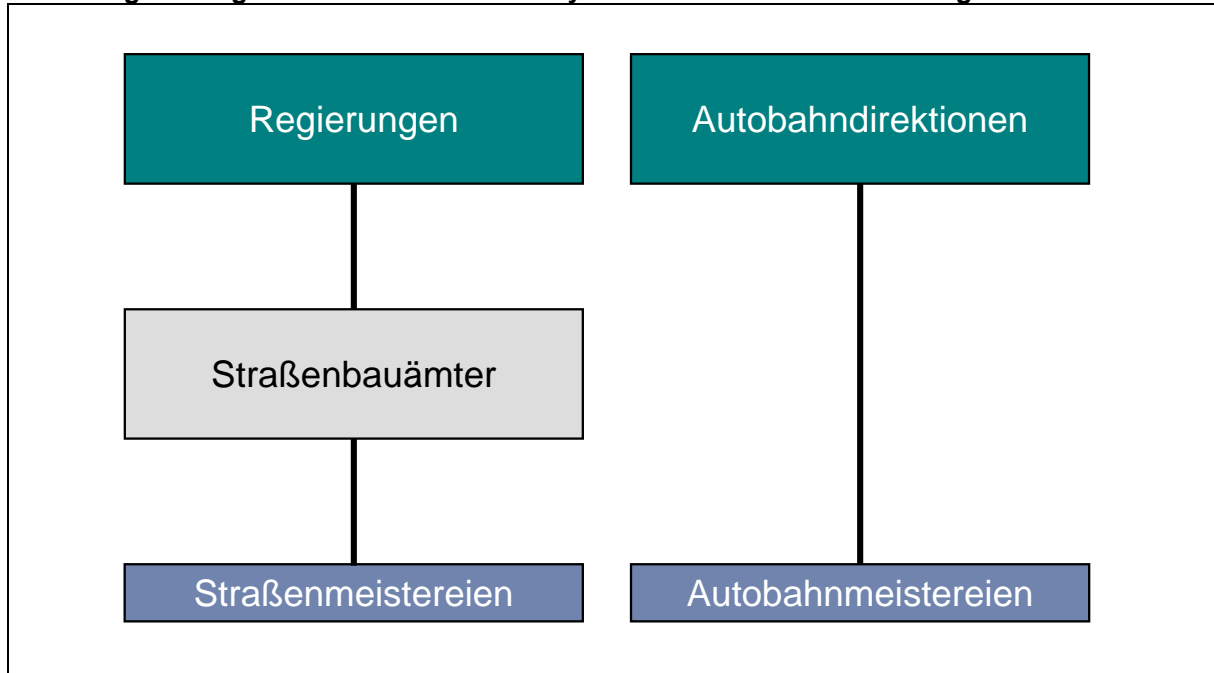 Regierungen
Autobahndirektionen
Straßenbauämter
Straßenmeistereien
Autobahnmeistereien